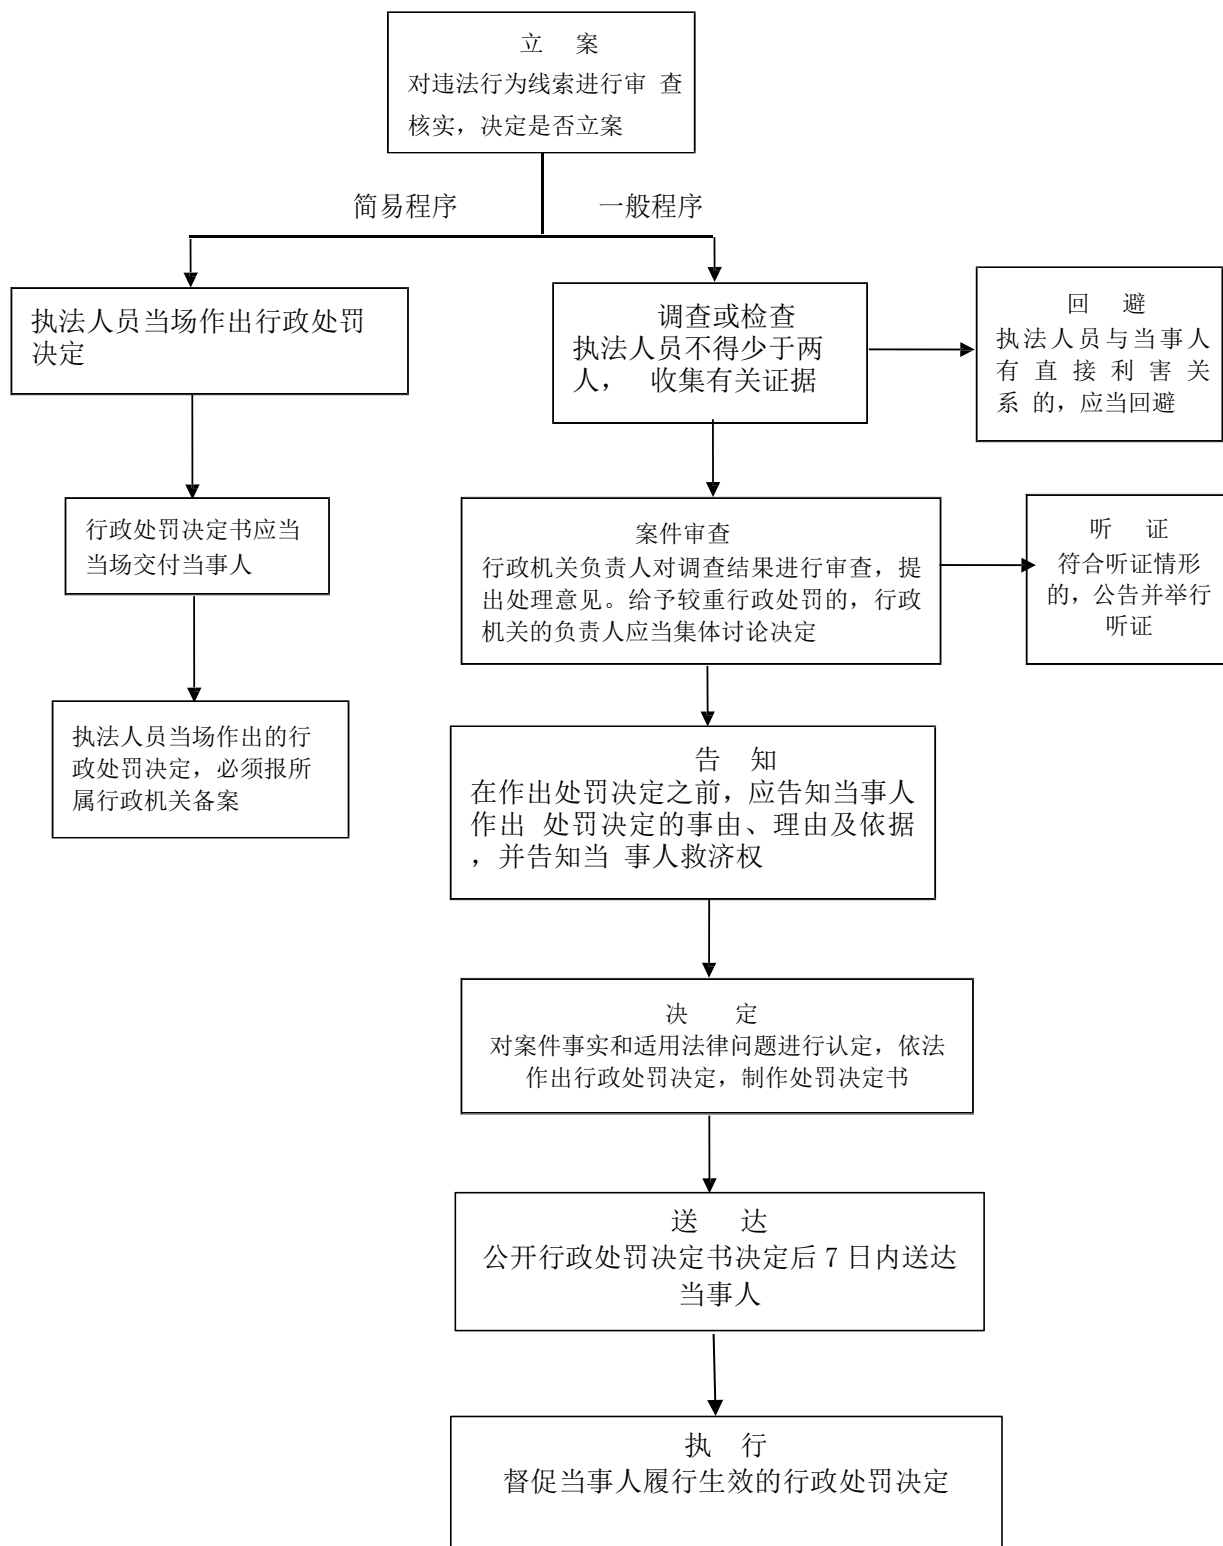 立 案
对违法行为线索进行审 查
核实，决定是否立案
简易程序
一般程序
执法人员当场作出行政处罚
决定
调查或检查
执法人员不得少于两
人， 收集有关证据
回 避
执法人员与当事人
有 直 接 利 害 关
系 的，应当回避
行政处罚决定书应当
当场交付当事人
案件审查
行政机关负责人对调查结果进行审查，提
出处理意见。给予较重行政处罚的，行政
机关的负责人应当集体讨论决定
听 证
符合听证情形
的，公告并举行
听证
执法人员当场作出的行
政处罚决定，必须报所
属行政机关备案
告 知
在作出处罚决定之前，应告知当事人
作出 处罚决定的事由、理由及依据
，并告知当 事人救济权
决 定
对案件事实和适用法律问题进行认定，依法
作出行政处罚决定，制作处罚决定书
送 达
公开行政处罚决定书决定后 7 日内送达
当事人
执 行
督促当事人履行生效的行政处罚决定